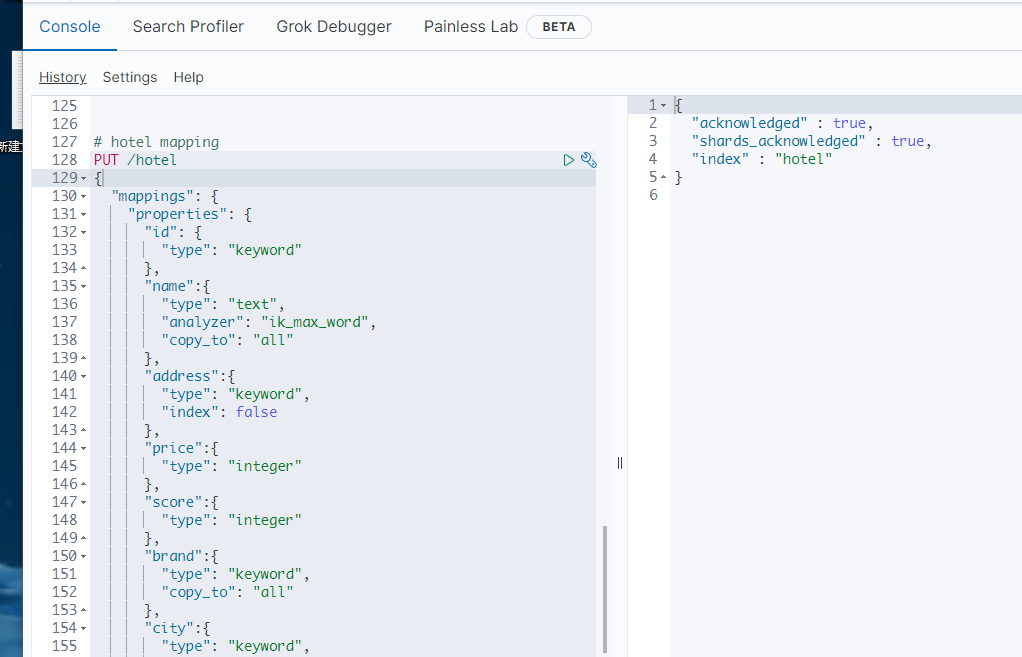 Console Search Profiler Grok Debugger Painless Lab BETA
History Settings Help
新建
125
126
127 # hotel mapping
128 PUT /hotel
129 {
130 "mappings": {
131 "properties": {
132 "id": {
133 "type": "keyword"
134 },
135 "name":{
136 "type": "text",
137 "analyzer": "ik_max_word",
138 "copy_to": "all"
139 },
140 "address":{
141 "type": "keyword",
142 "index": false
143 },
144 "price":{
145 "type": "integer"
146 },
147 "score":{
148 "type": "integer"
149 },
150 "brand":{
151 "type": "keyword",
152 "copy_to": "all"
153 },
154 "city":{
155 "type": "keyword",
1 {
2 "acknowledged" : true,
3 "shards_acknowledged" : true,
4 "index" : "hotel"
5 }
6